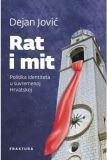 Dejan Jović
Rat i mit
Politika identiteta
u suvremenoj
Hrvatskoj
FRAKTURA